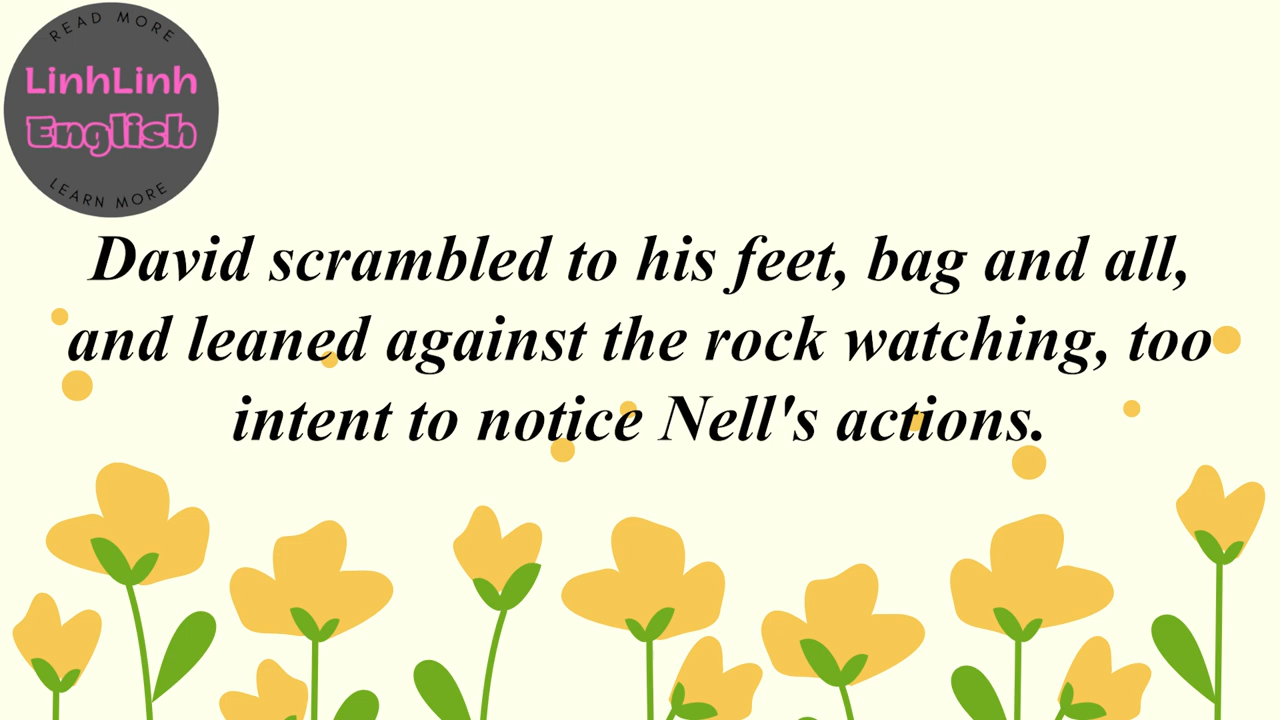 READ MORE
LinhLinh
English
LEARN MORE
David scrambled to his feet, bag and all,
and leaned against the rock watching, too
intent to notice Nell's actions.